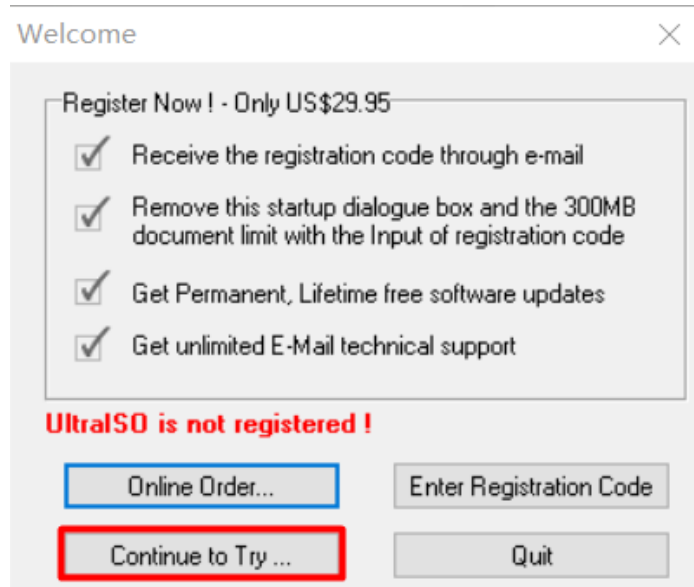 Welcome
Register Now ! - Only US$29.95
Receive the registration code through e-mail
Remove this startup dialogue box and the 300MB
document limit with the Input of registration code
Get Permanent, Lifetime free software updates
Get unlimited E-Mail technical support
UltraISO is not registered !
Online Order...
Enter Registration Code
Continue to Try ...
Quit